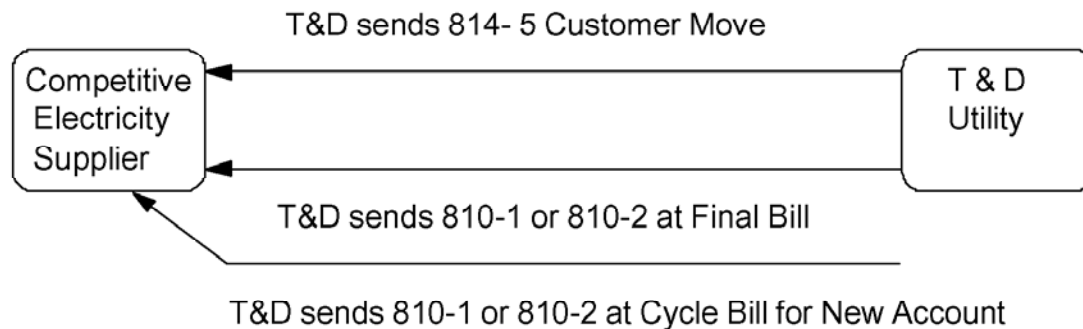 T&D sends 814- 5 Customer Move
Competitive
Electricity
Supplier
T & D
Utility
T&D sends 810-1 or 810-2 at Final Bill
T&D sends 810-1 or 810-2 at Cycle Bill for New Account